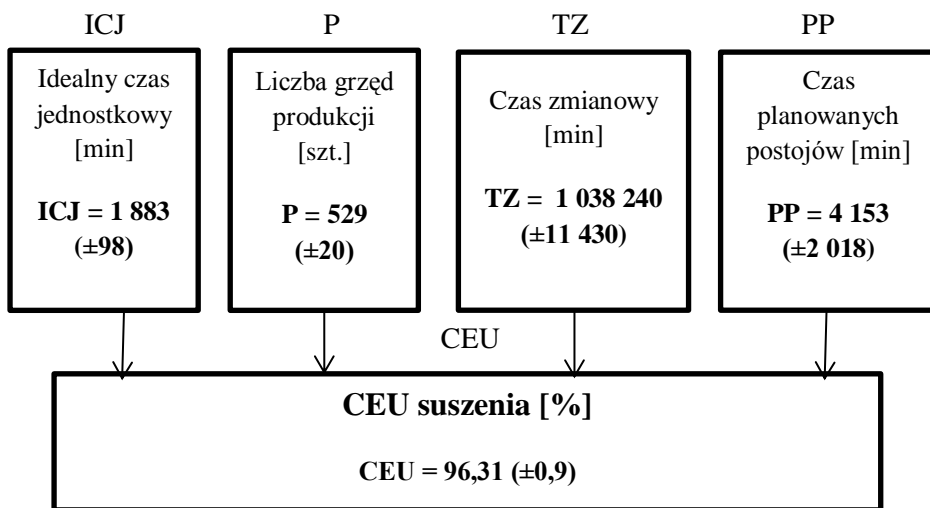 ICJ
P
TZ
PP
Idealny czas
jednostkowy
[min]
ICJ = 1 883
(±98)
Liczba grzęd
produkcji
[szt.]
P = 529
(±20)
Czas zmianowy
[min]
TZ = 1 038 240
(±11 430)
Czas
planowanych
postojów [min]
PP = 4 153
(±2 018)
CEU
CEU suszenia [%]
CEU = 96,31 (±0,9)